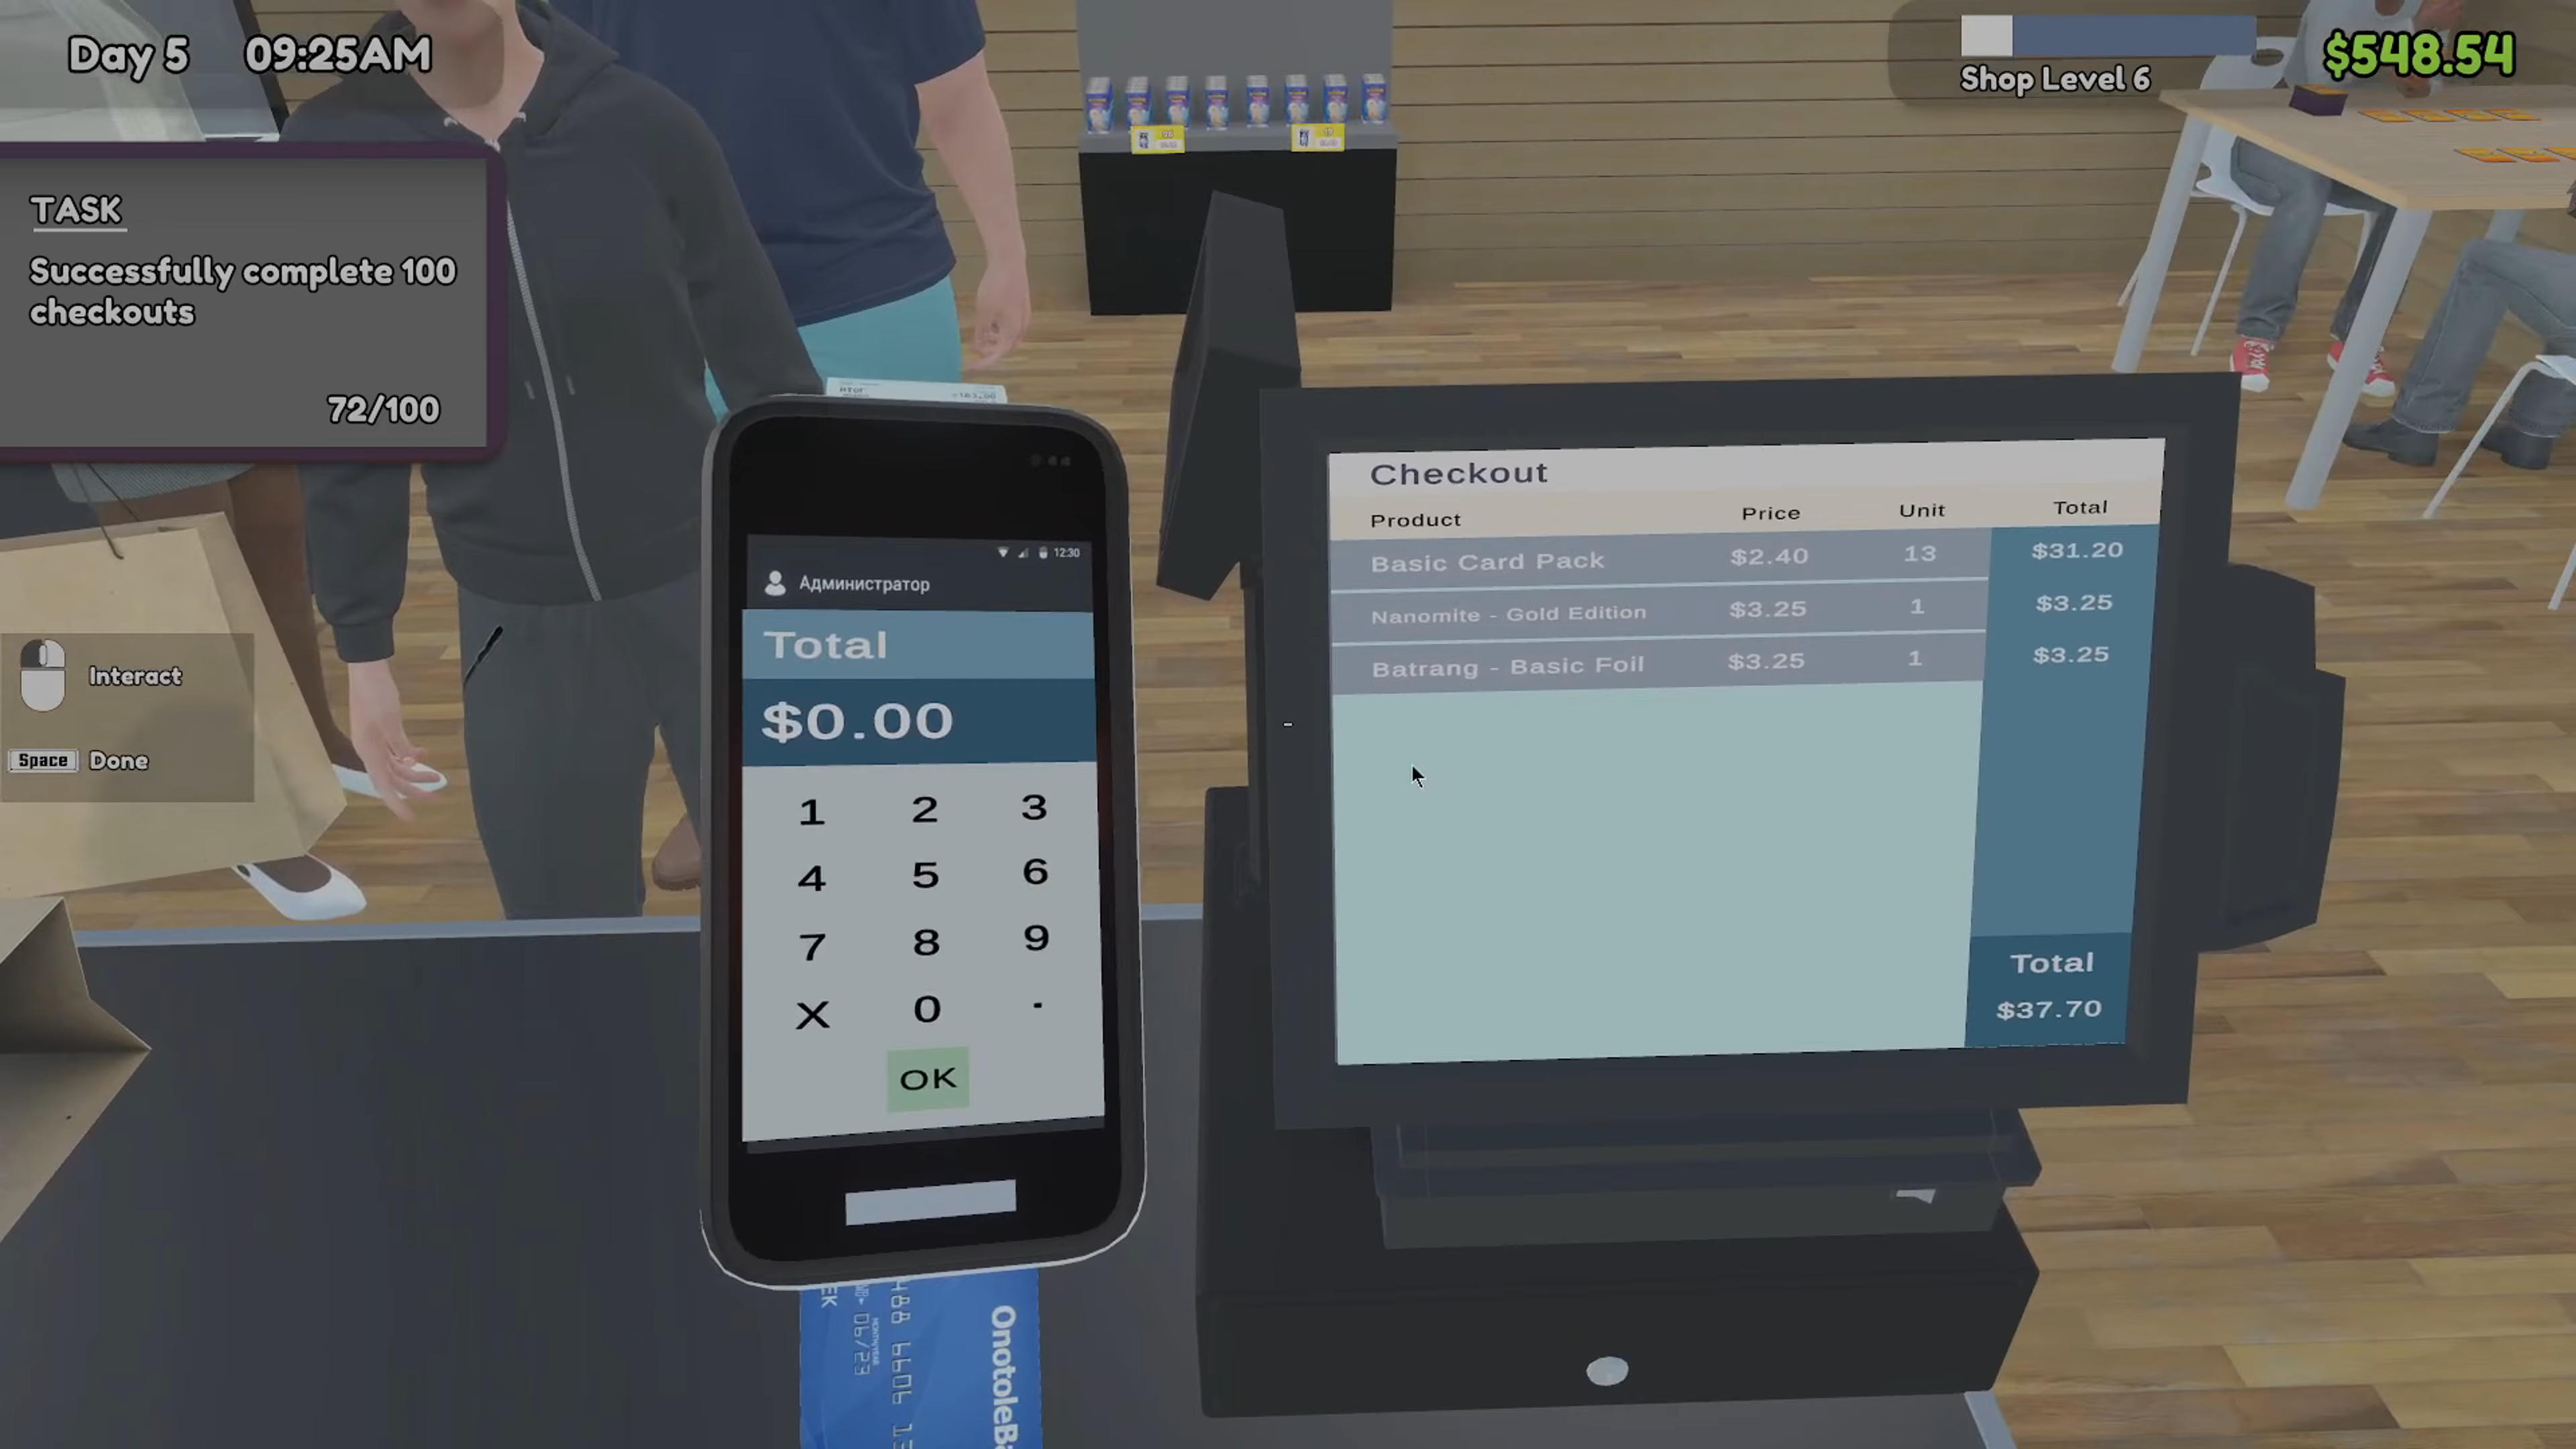 Day 5
09:25AM
Shop Level 6
$548.54
TASK
Successfully complete 100
checkouts
72/100
Interact
Space
Done
12:30
Администратор
Total
$0.00
1 2 3
4 5 6
7 8 9
X 0 .
OK
Checkout
Product Price Unit Total
Basic Card Pack $2.40 13 $31.20
Nanomite - Gold Edition $3.25 1 $3.25
Batrang - Basic Foil $3.25 1 $3.25
Total
$37.70
OnotoleBa
06/23